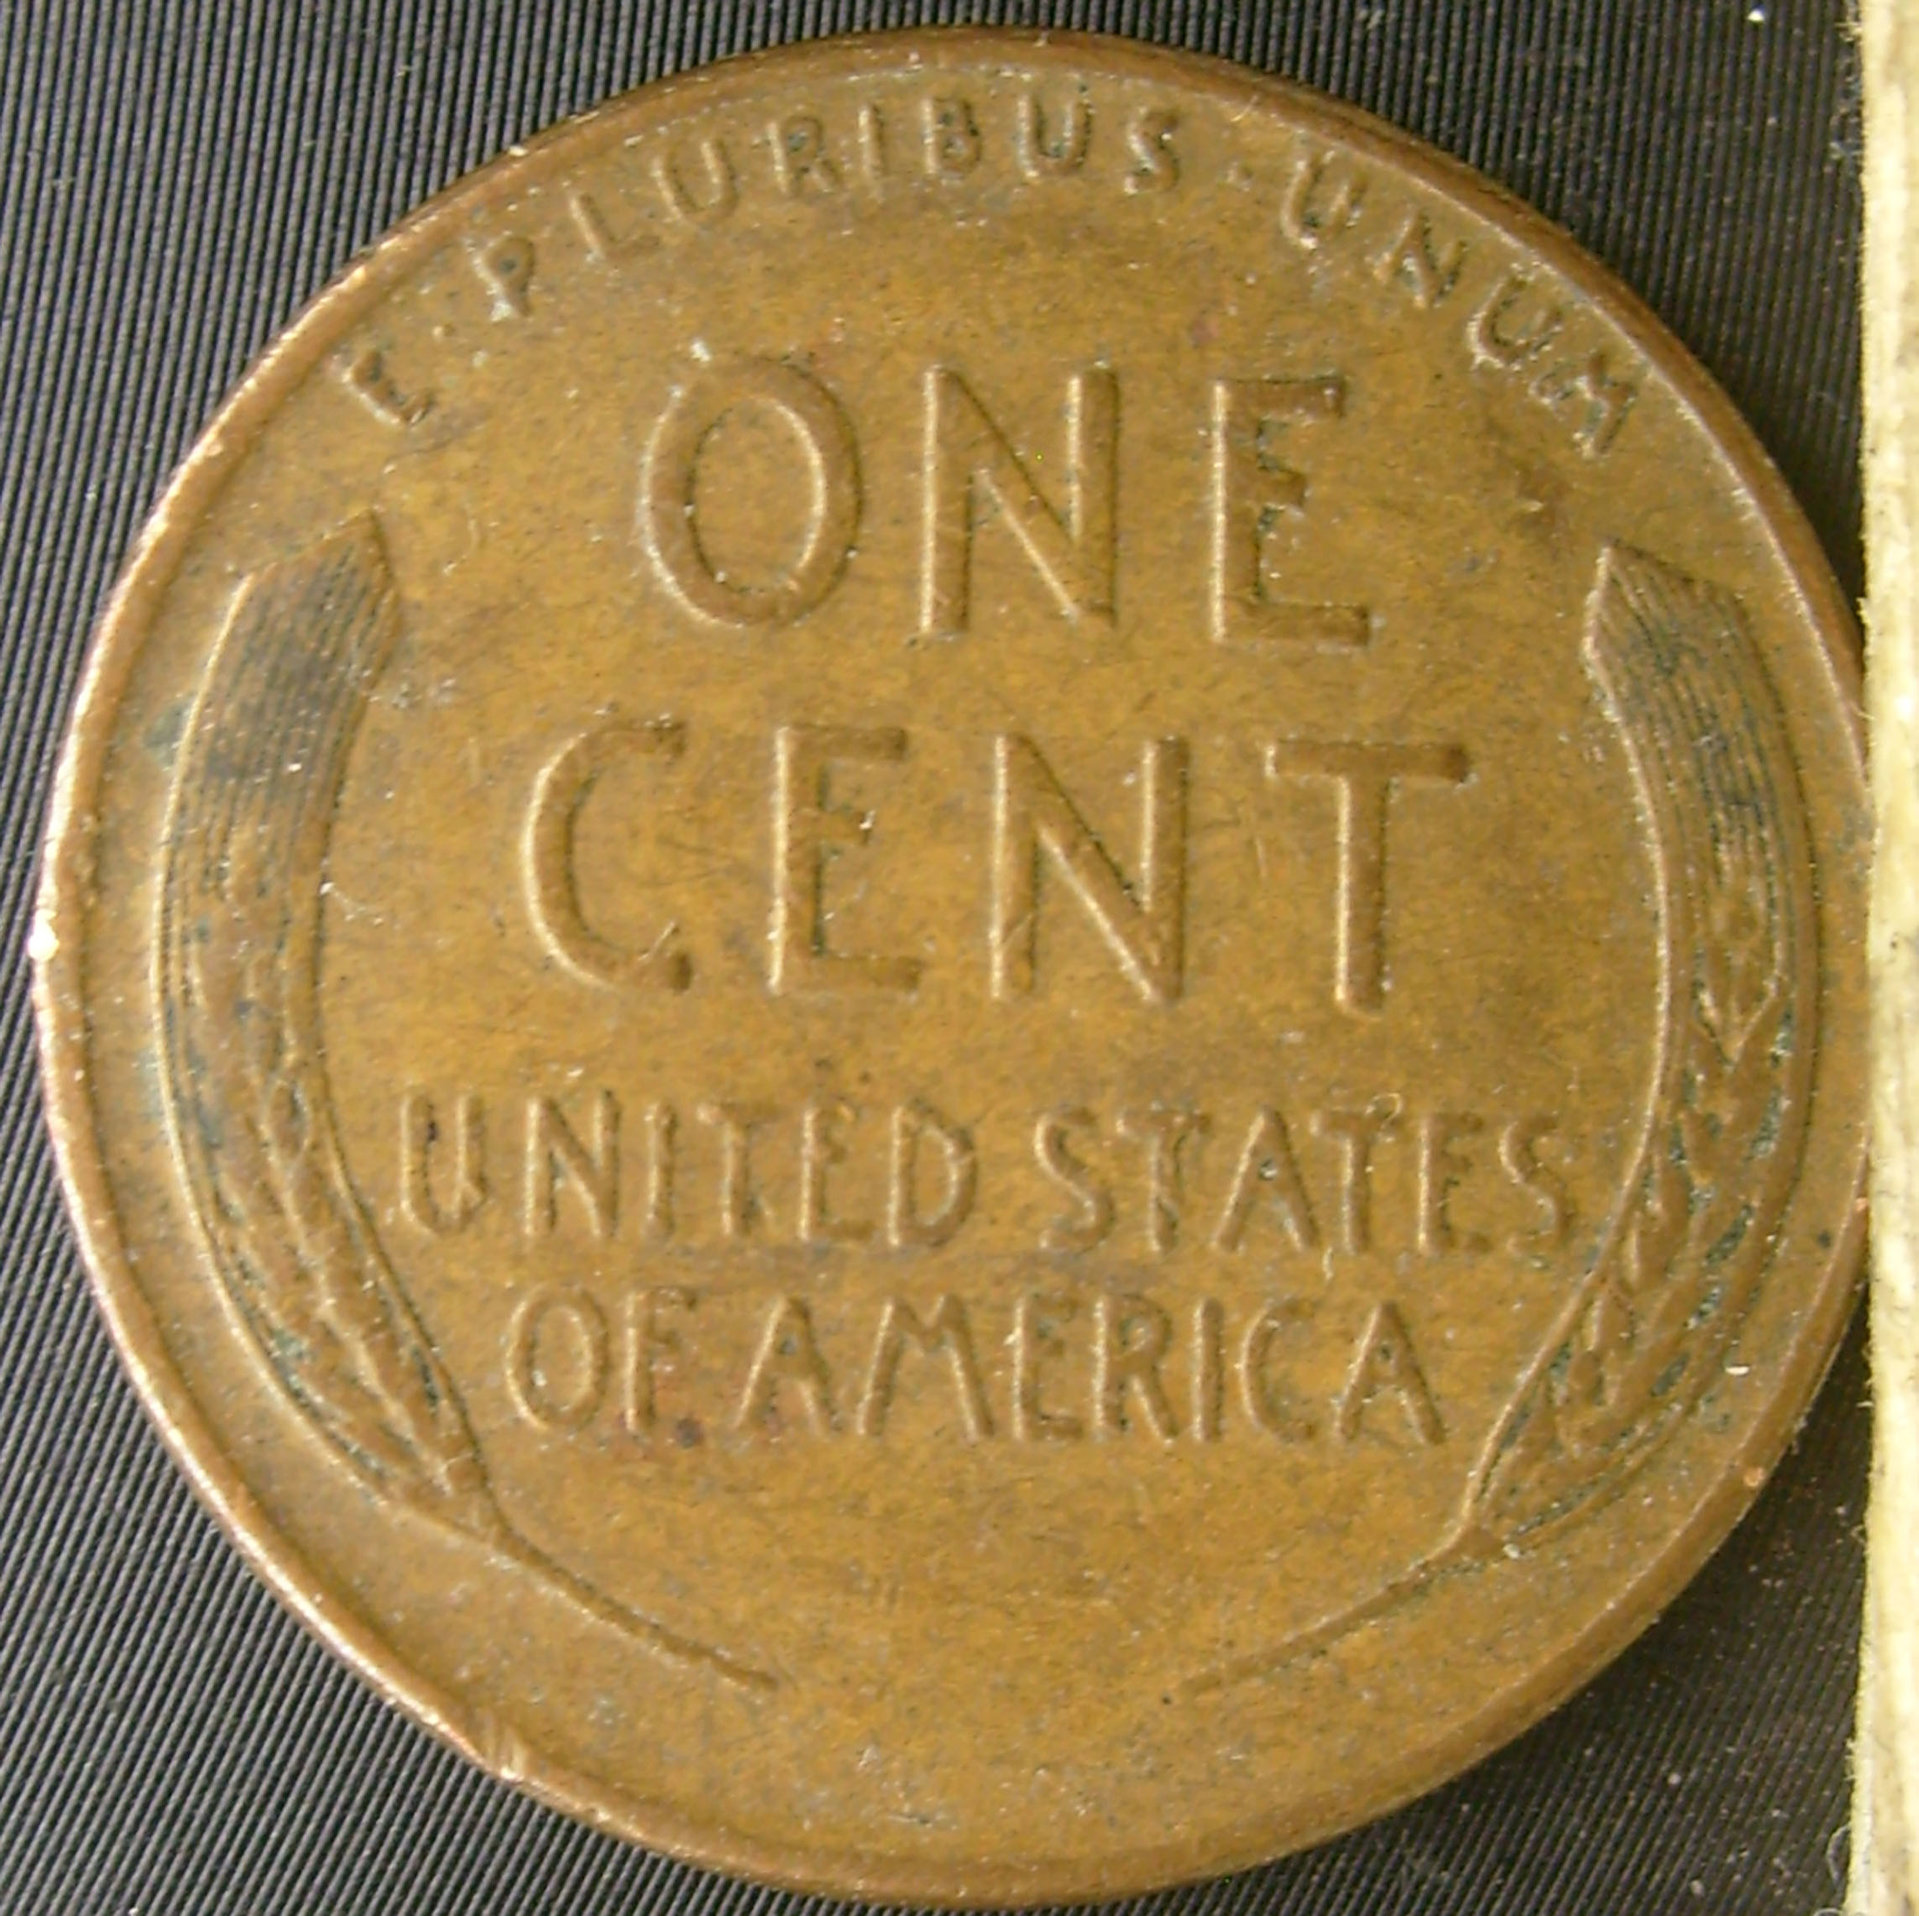 E·PLURIBUS·UNUM
ONE
CENT
UNITED STATES
OF AMERICA